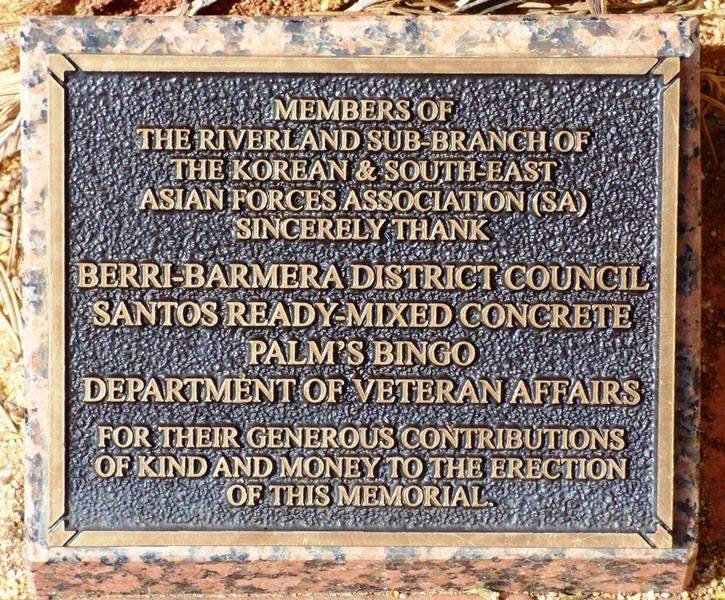 MEMBERS OF
THE RIVERLAND SUB-BRANCH OF
THE KOREAN & SOUTH-EAST
ASIAN FORCES ASSOCIATION (SA)
SINCERELY THANK
BERRI-BARMERA DISTRICT COUNCIL
SANTOS READY-MIXED CONCRETE
PALM'S BINGO
DEPARTMENT OF VETERAN AFFAIRS
FOR THEIR GENEROUS CONTRIBUTIONS
OF KIND AND MONEY TO THE ERECTION
OF THIS MEMORIAL.